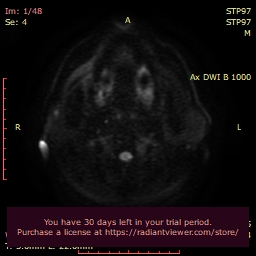 Im: 1/48 STP97
Se: 4 STP97
M
A
Ax DWI B 1000
R L
You have 30 days left in your trial period.
Purchase a license at https://radiantviewer.com/store/